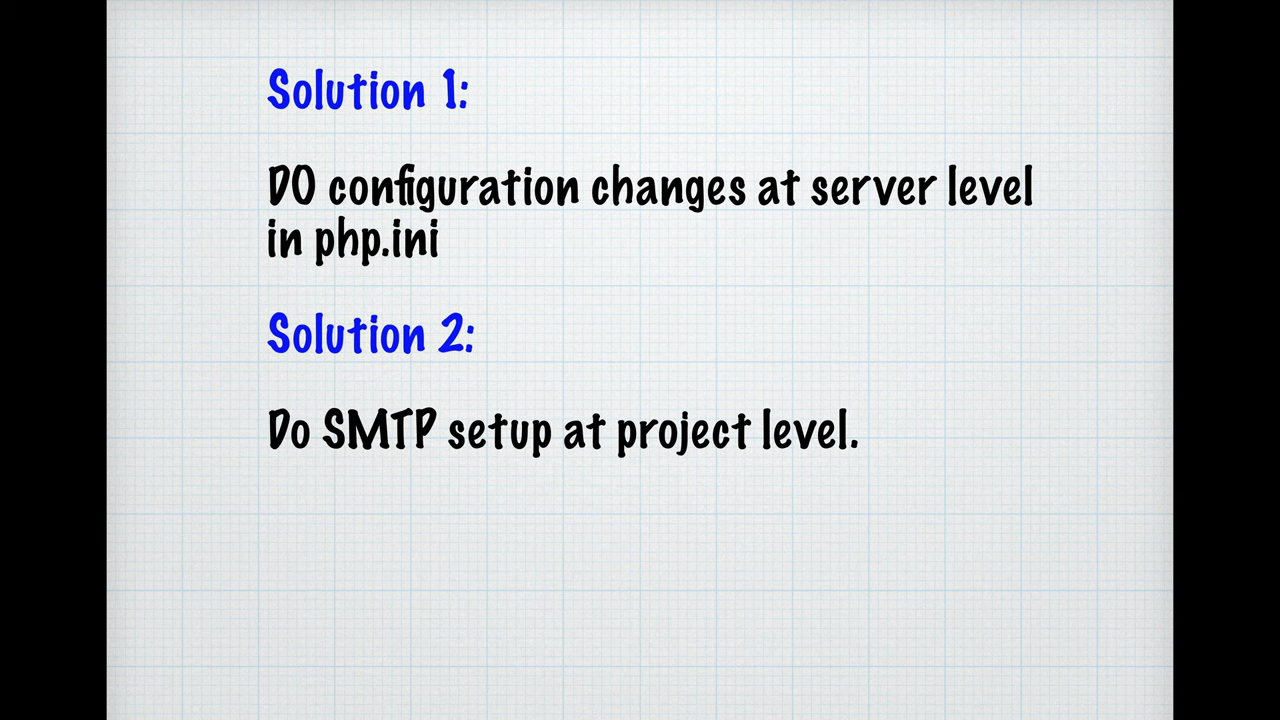 Solution 1:
DO configuration changes at server level
in php.ini
Solution 2:
Do SMTP setup at project level.